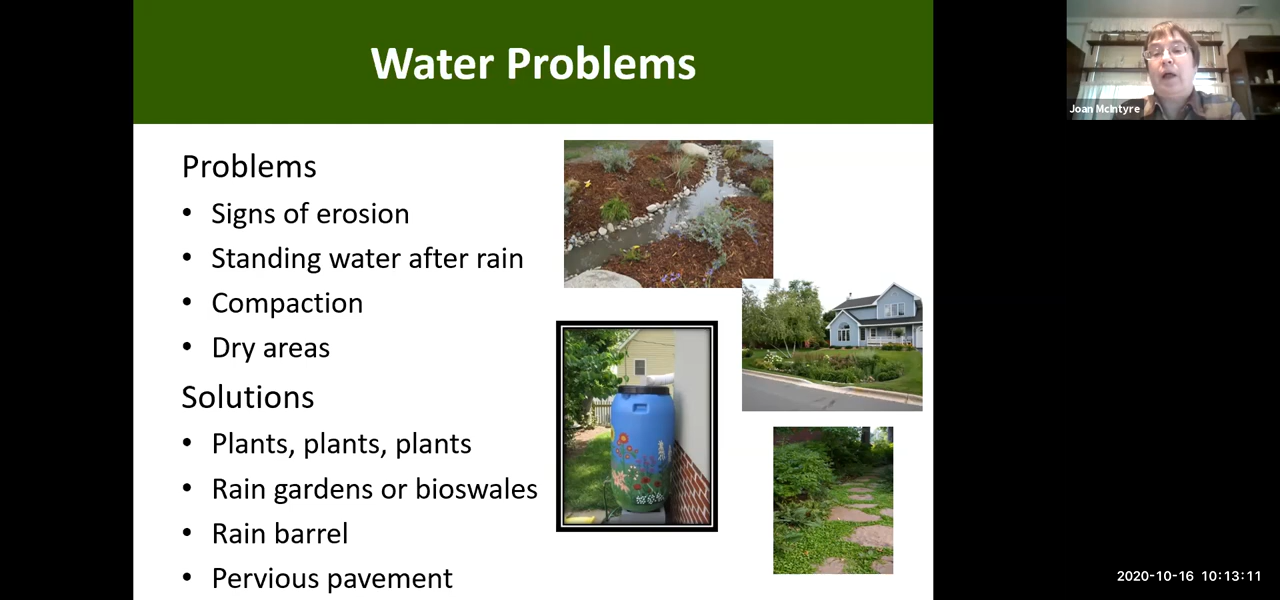 Water Problems
Joan McIntyre
Problems
• Signs of erosion
• Standing water after rain
• Compaction
• Dry areas
Solutions
• Plants, plants, plants
• Rain gardens or bioswales
• Rain barrel
• Pervious pavement
2020-10-16 10:13:11